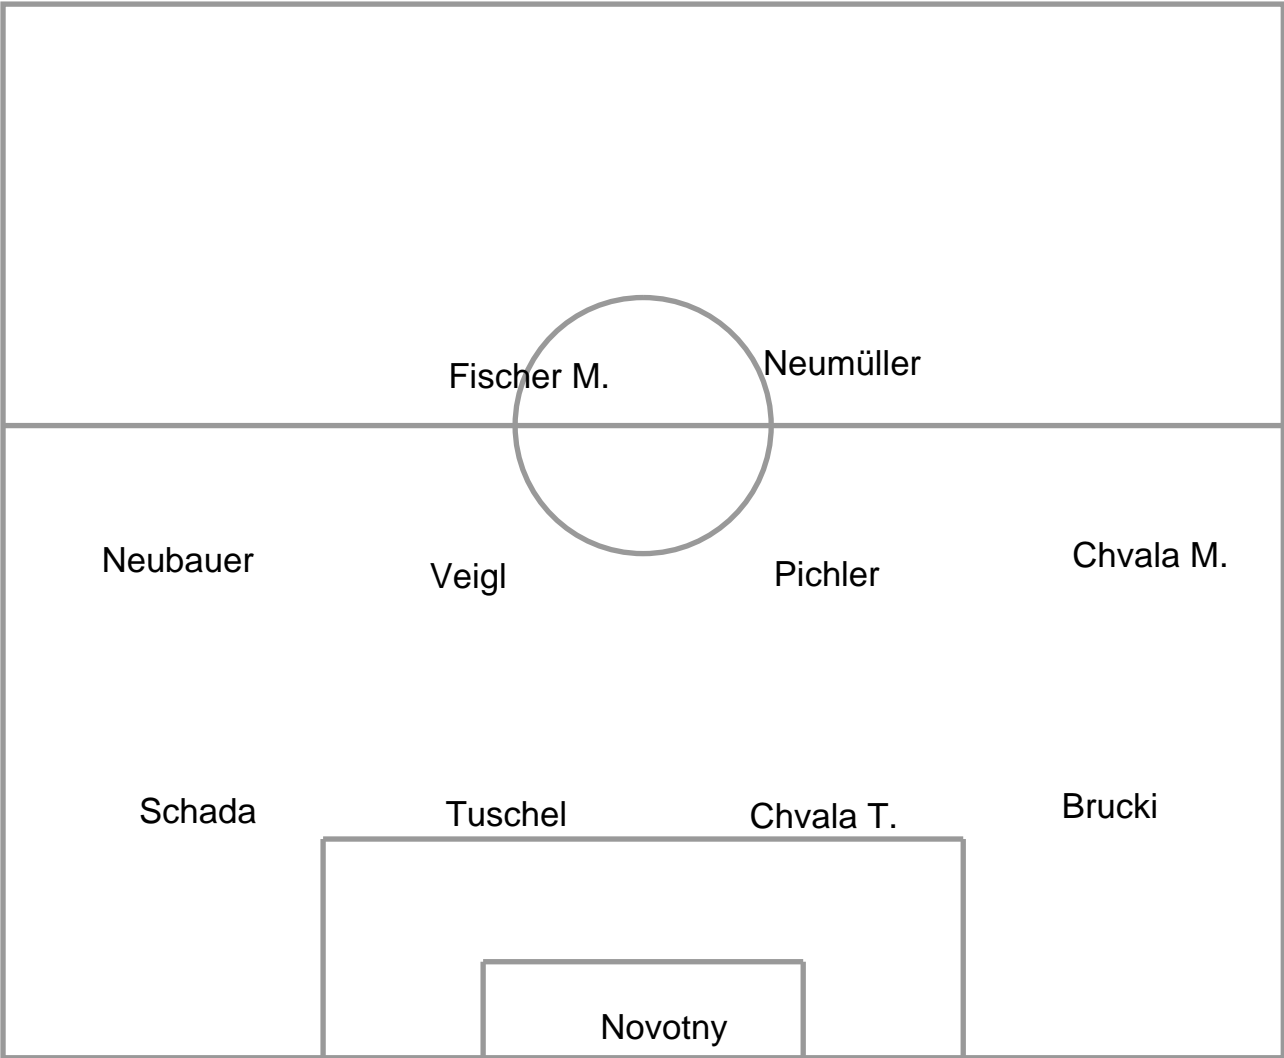 Fischer M.
Neumüller
Neubauer
Veigl
Pichler
Chvala M.
Schada
Tuschel
Chvala T.
Brucki
Novotny